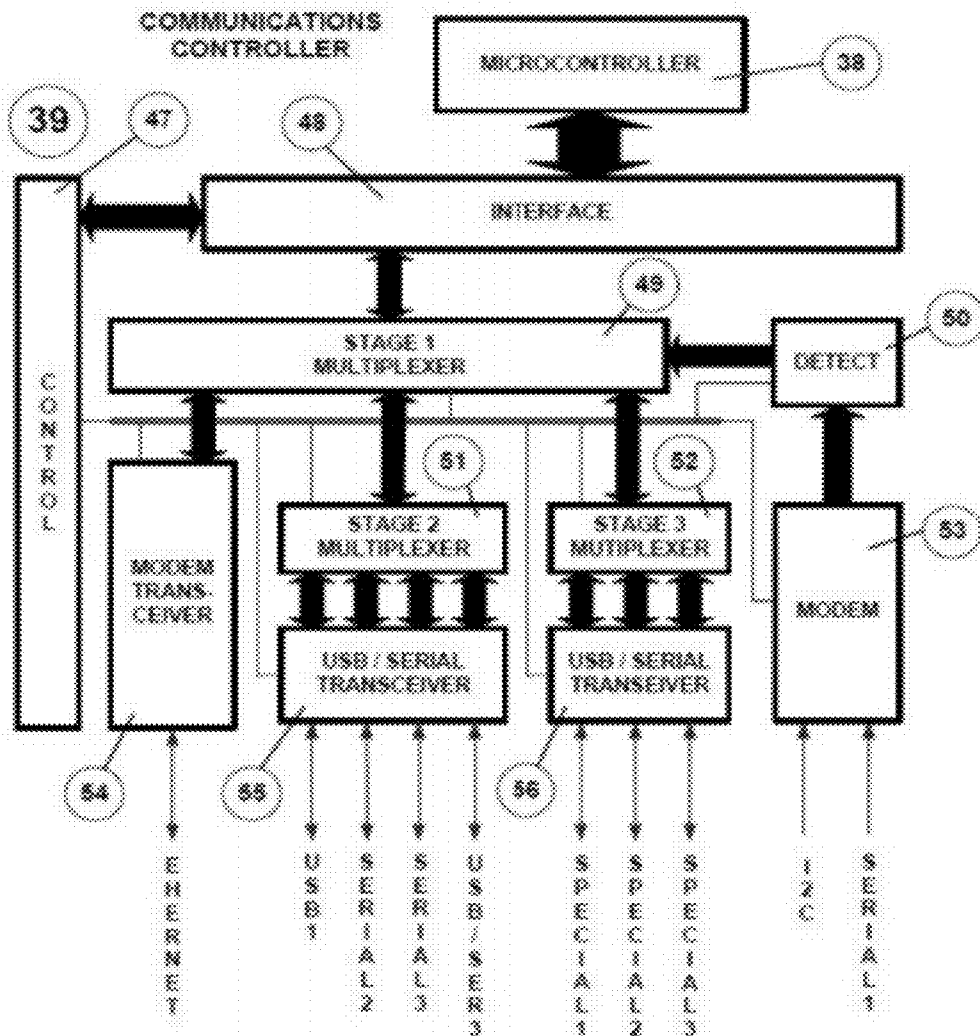 COMMUNICATIONS
CONTROLLER
MICROCONTROLLER
38
39
47
48
INTERFACE
49
50
STAGE 1
MULTIPLEXER
DETECT
CONTROL
51
52
53
STAGE 2
MULTIPLEXER
STAGE 3
MUTIPLEXER
MODEM
TRANS-
CEIVER
MODEM
USB / SERIAL
TRANSCEIVER
USB / SERIAL
TRANSEIVER
54
55
56
EHERNET
USB1
SERIAL2
SERIAL3
USB/SER3
SPECIAL1
SPECIAL2
SPECIAL3
I2C
SERIAL1